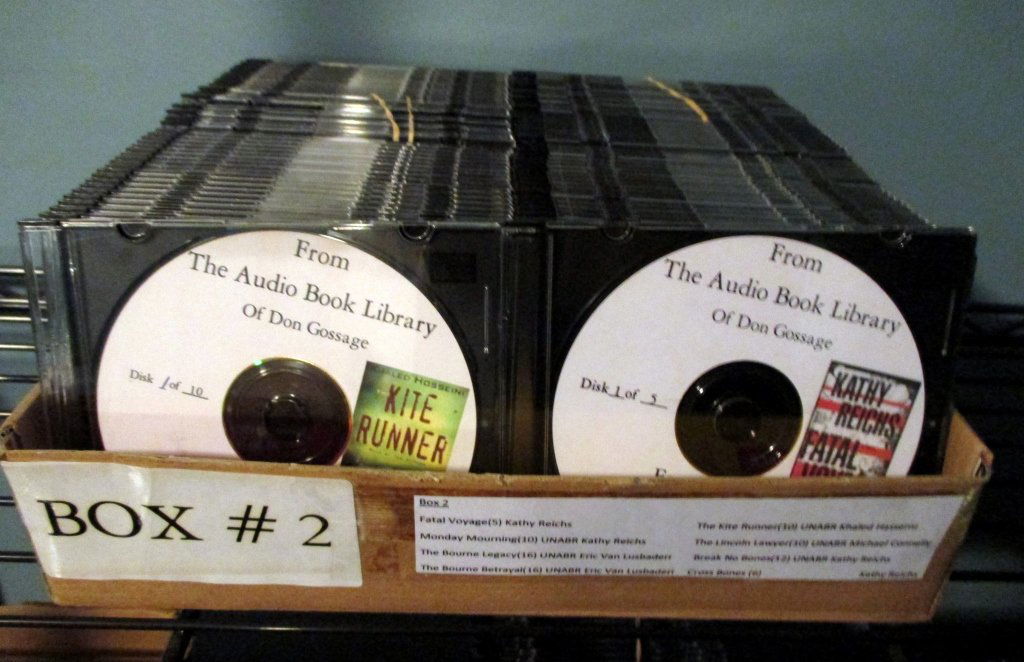 From
The Audio Book Library
Of Don Gossage
Disk 1 of 10
KHALED HOSSEINI
KITE
RUNNER
From
The Audio Book Library
Of Don Gossage
Disk 1 of 5
KATHY
REICHS
FATAL
F
BOX # 2
Box 2
Fatal Voyage(5) Kathy Reichs
Monday Mourning(10) UNABR Kathy Reichs
The Bourne Legacy(16) UNABR Eric Van Lusbaderi
The Bourne Betrayal(16) UNABR Eric Van Lusbaderi
The Kite Runner(10) UNABR Khaled Hosseini
The Lincoln Lawyer(10) UNABR Michael Connelly
Break No Bones(12) UNABR Kathy Reichs
Cross Bones (6) Kathy Reichs